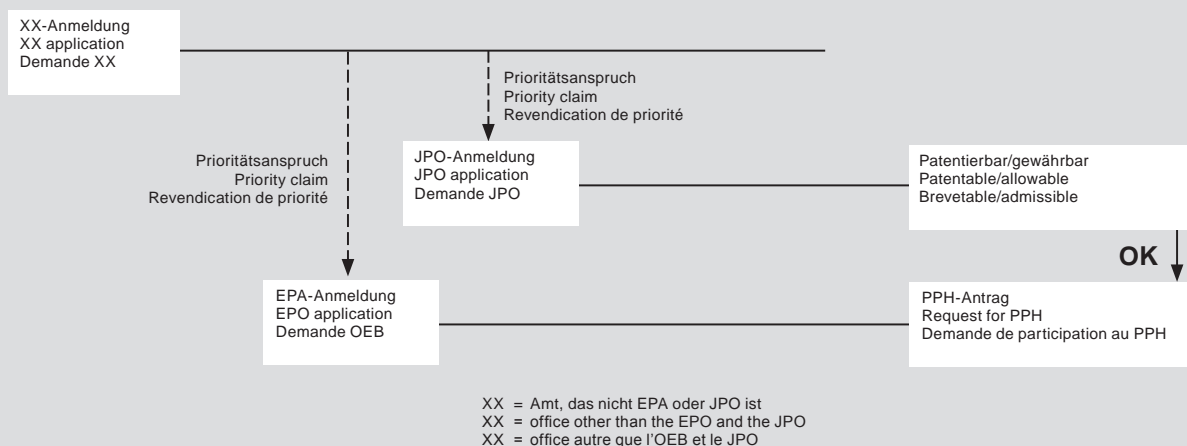 XX-Anmeldung
XX application
Demande XX
Prioritätsanspruch
Priority claim
Revendication de priorité
Prioritätsanspruch
Priority claim
Revendication de priorité
JPO-Anmeldung
JPO application
Demande JPO
Patentierbar/gewährbar
Patentable/allowable
Brevetable/admissible
OK
EPA-Anmeldung
EPO application
Demande OEB
PPH-Antrag
Request for PPH
Demande de participation au PPH
XX = Amt, das nicht EPA oder JPO ist
XX = office other than the EPO and the JPO
XX = office autre que l'OEB et le JPO